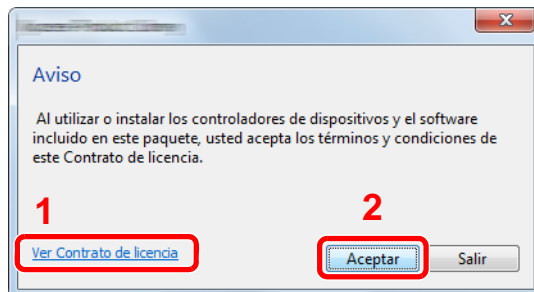 Aviso
Al utilizar o instalar los controladores de dispositivos y el software
incluido en este paquete, usted acepta los términos y condiciones de
este Contrato de licencia.
1
2
Ver Contrato de licencia
Aceptar
Salir